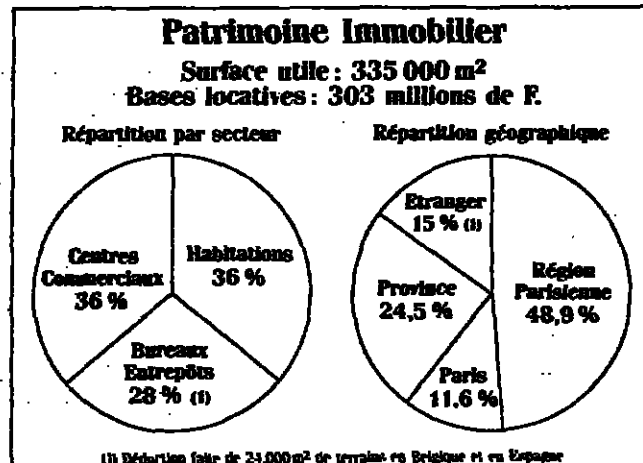 Patrimoine Immobilier
Surface utile : 335 000 m²
Bases locatives : 303 millions de F.
Répartition par secteur
Centres
Commerciaux
36 %
Habitations
36 %
Bureaux
Entrepôts
28 % (1)
Répartition géographique
Etranger
15 % (1)
Province
24,5 %
Région
Parisienne
48,9 %
Paris
11.6 %
(1) Déduction faite de 24.000 m² de terrains en Belgique et en Espagne